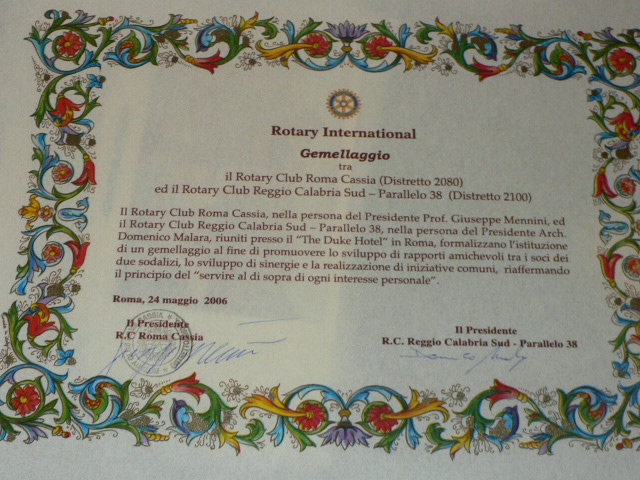 Rotary International
Gemellaggio
tra
il Rotary Club Roma Cassia (Distretto 2080)
ed il Rotary Club Reggio Calabria Sud – Parallelo 38 (Distretto 2100)
Il Rotary Club Roma Cassia, nella persona del Presidente Prof. Giuseppe Mennini, ed
il Rotary Club Reggio Calabria Sud – Parallelo 38, nella persona del Presidente Arch.
Domenico Malara, riuniti presso il "The Duke Hotel" in Roma, formalizzano l'istituzione
di un gemellaggio al fine di promuovere lo sviluppo di rapporti amichevoli tra i soci dei
due sodalizi, lo sviluppo di sinergie e la realizzazione di iniziative comuni, riaffermando
il principio del "servire al di sopra di ogni interesse personale".
Roma, 24 maggio 2006
Il Presidente
R.C Roma Cassia
Il Presidente
R.C. Reggio Calabria Sud - Parallelo 38